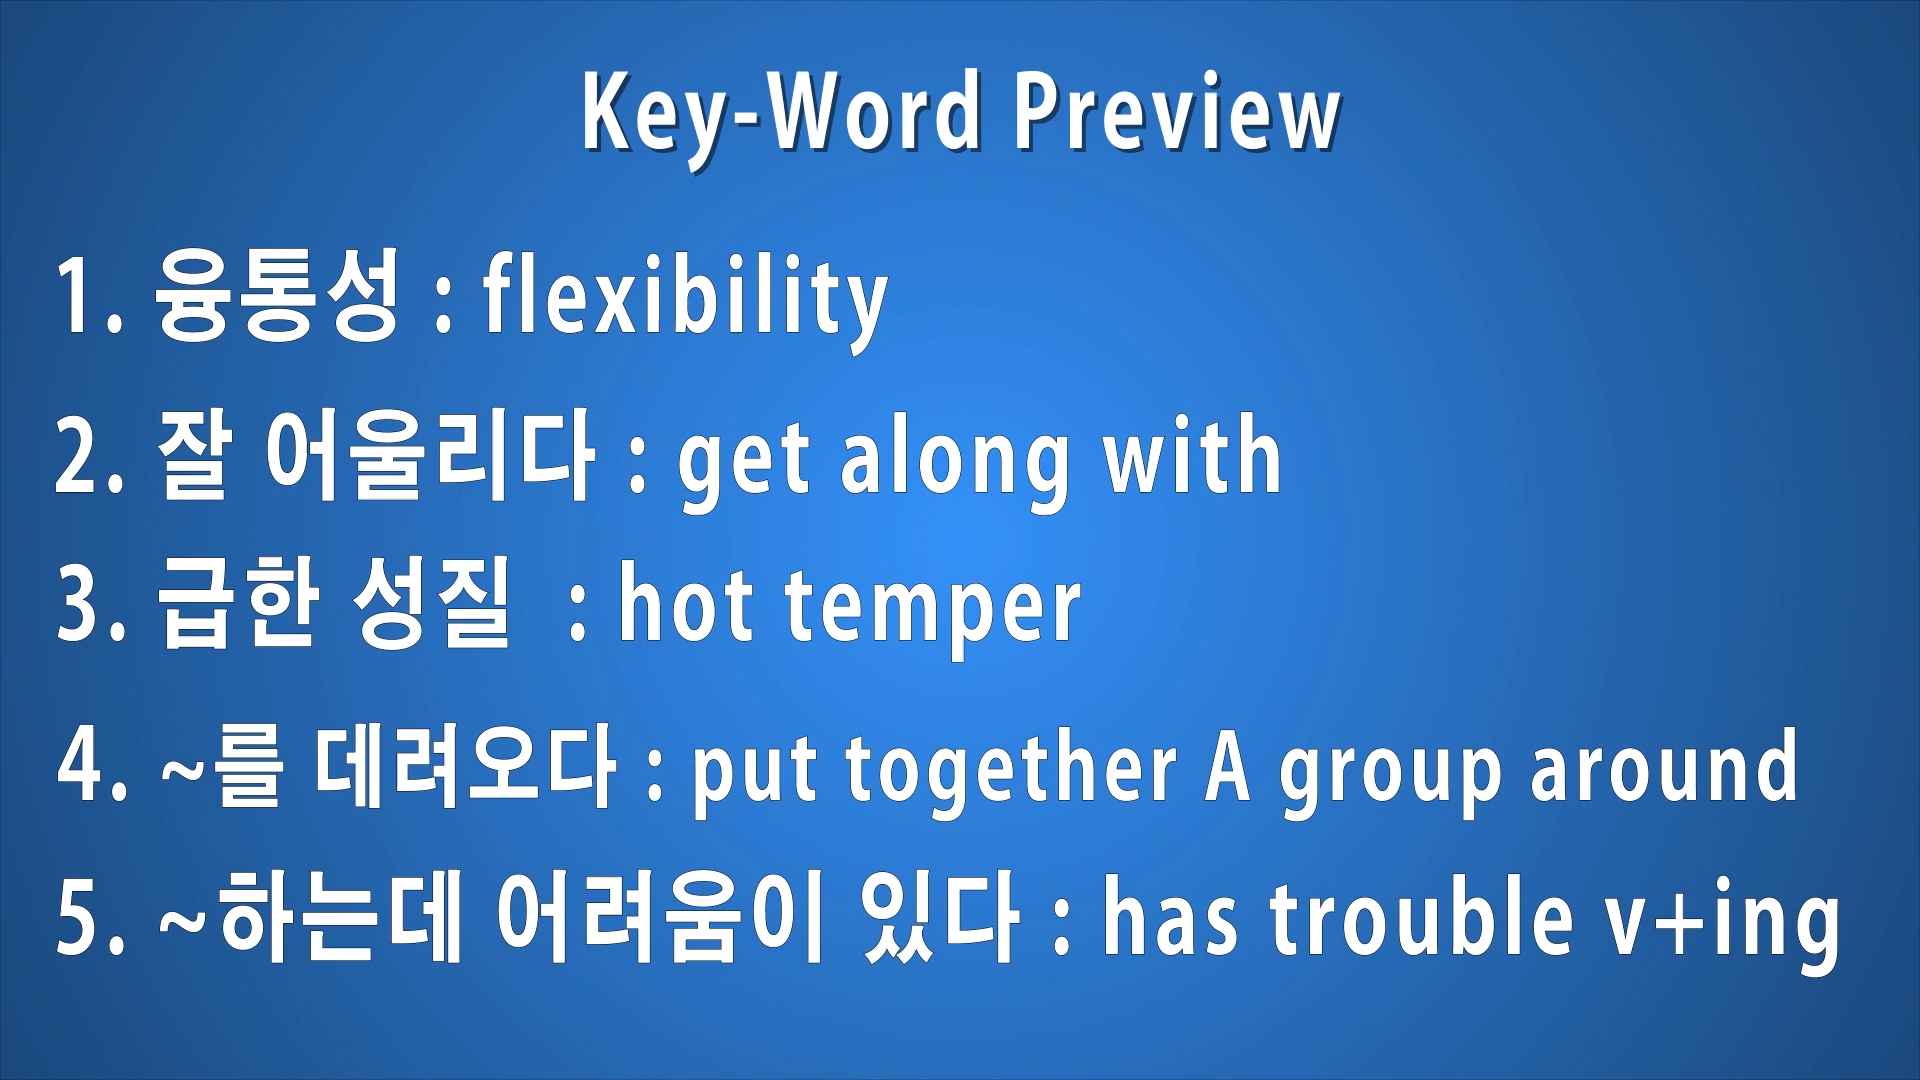 Key-Word Preview
1. 융통성 : flexibility
2. 잘 어울리다 : get along with
3. 급한 성질 : hot temper
4. ~를 데려오다 : put together A group around
5. ~하는데 어려움이 있다 : has trouble v+ing